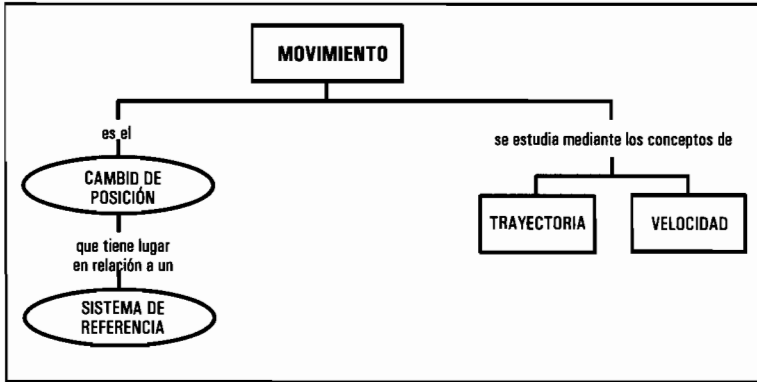 MOVIMIENTO
es el
CAMBID DE
POSICIÓN
que tiene lugar
en relación a un
SISTEMA DE
REFERENCIA
se estudia mediante los conceptos de
TRAYECTORIA
VELOCIDAD